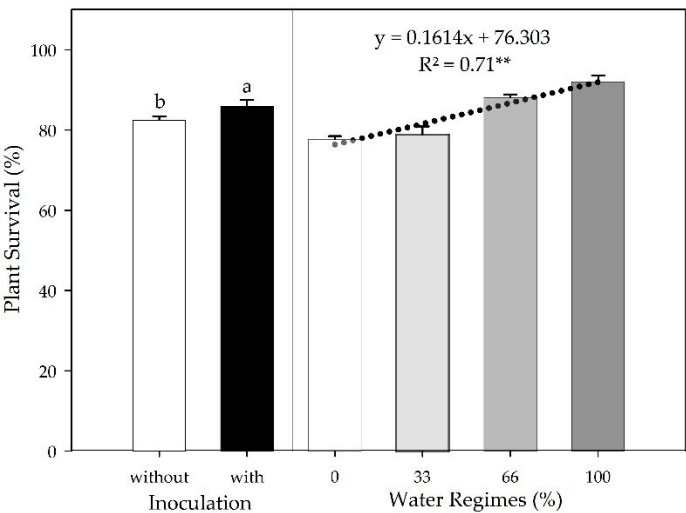 y = 0.1614x + 76.303
R² = 0.71**
100
80
60
40
20
0
Plant Survival (%)
b
a
without
with
0
33
66
100
Inoculation
Water Regimes (%)